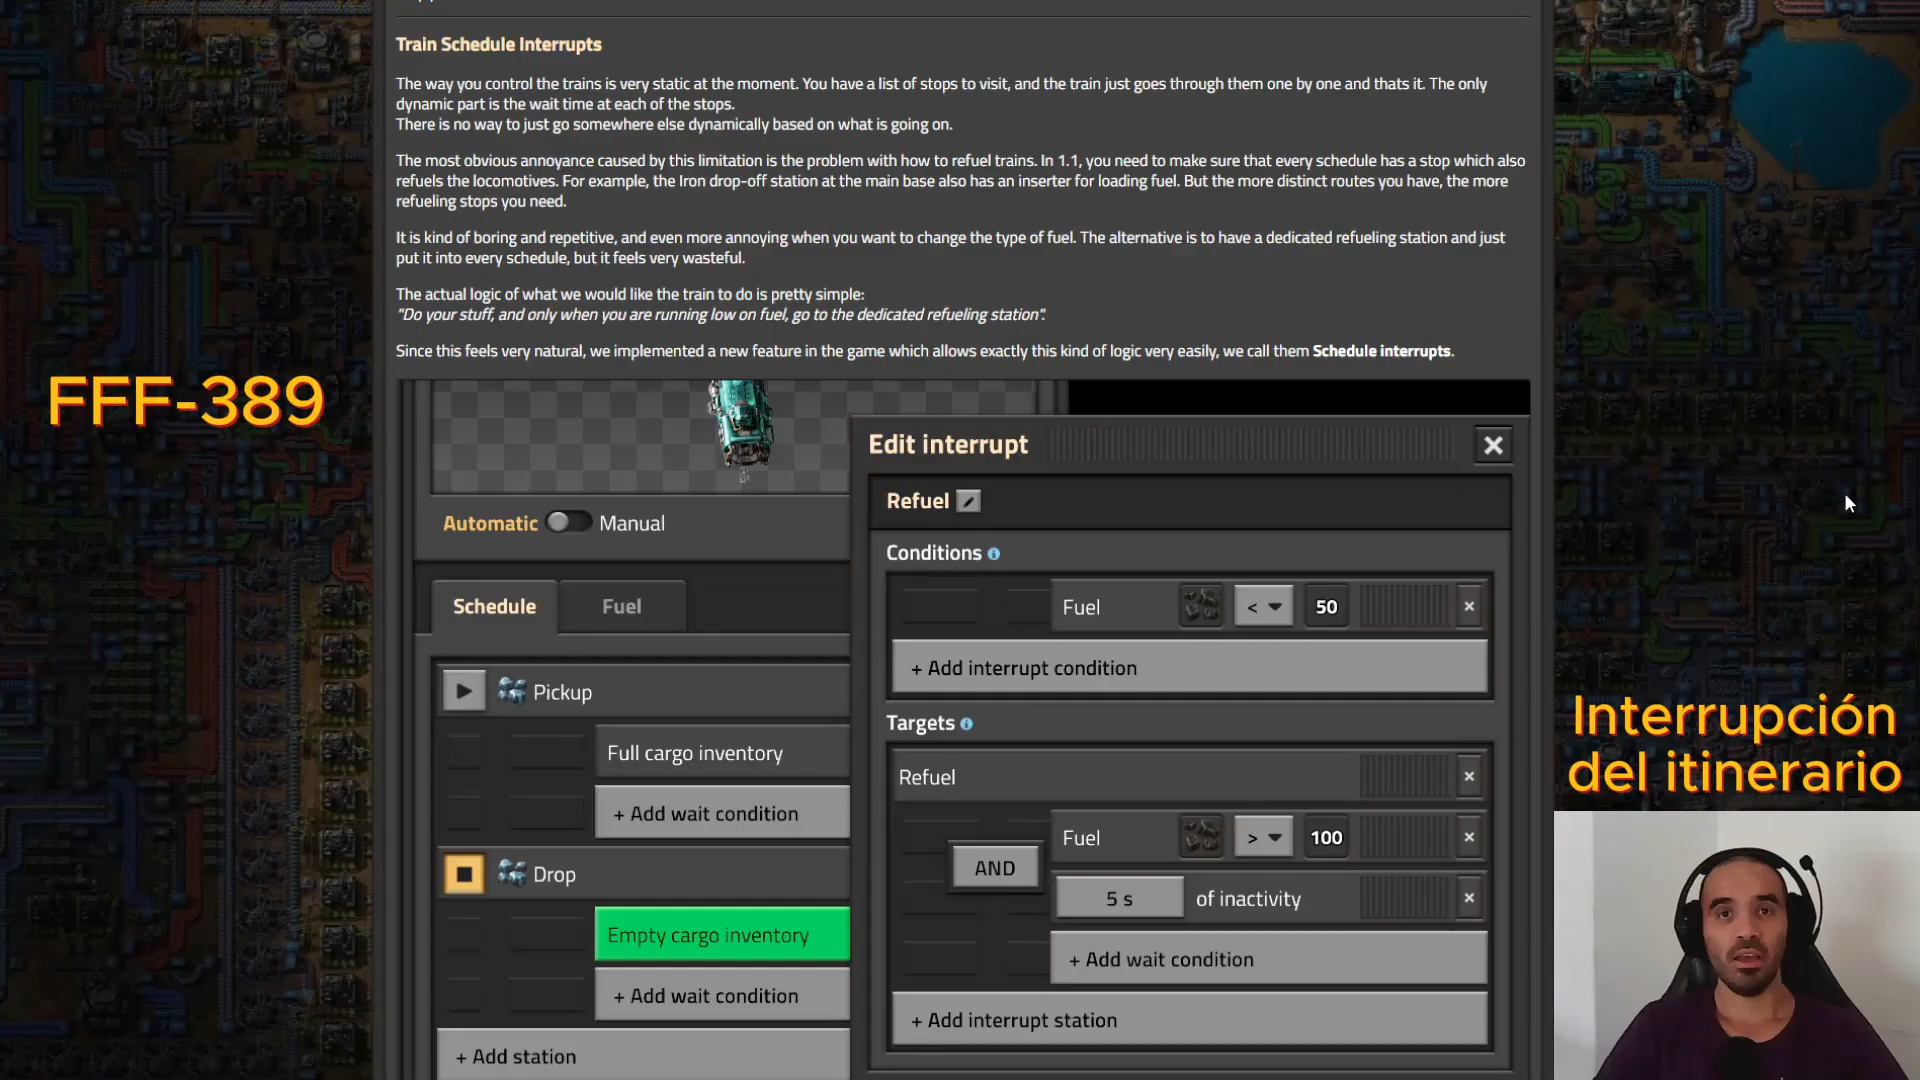 Train Schedule Interrupts
The way you control the trains is very static at the moment. You have a list of stops to visit, and the train just goes through them one by one and thats it. The only
dynamic part is the wait time at each of the stops.
There is no way to just go somewhere else dynamically based on what is going on.
The most obvious annoyance caused by this limitation is the problem with how to refuel trains. In 1.1, you need to make sure that every schedule has a stop which also
refuels the locomotives. For example, the Iron drop-off station at the main base also has an inserter for loading fuel. But the more distinct routes you have, the more
refueling stops you need.
It is kind of boring and repetitive, and even more annoying when you want to change the type of fuel. The alternative is to have a dedicated refueling station and just
put it into every schedule, but it feels very wasteful.
The actual logic of what we would like the train to do is pretty simple:
"Do your stuff, and only when you are running low on fuel, go to the dedicated refueling station".
Since this feels very natural, we implemented a new feature in the game which allows exactly this kind of logic very easily, we call them Schedule interrupts.
FFF-389
Automatic Manual
Schedule Fuel
Pickup
Full cargo inventory
+ Add wait condition
Drop
Empty cargo inventory
+ Add wait condition
+ Add station
Edit interrupt
Refuel
Conditions
Fuel < 50
+ Add interrupt condition
Targets
Refuel
AND
Fuel > 100
5 s of inactivity
+ Add wait condition
+ Add interrupt station
Interrupción
del itinerario